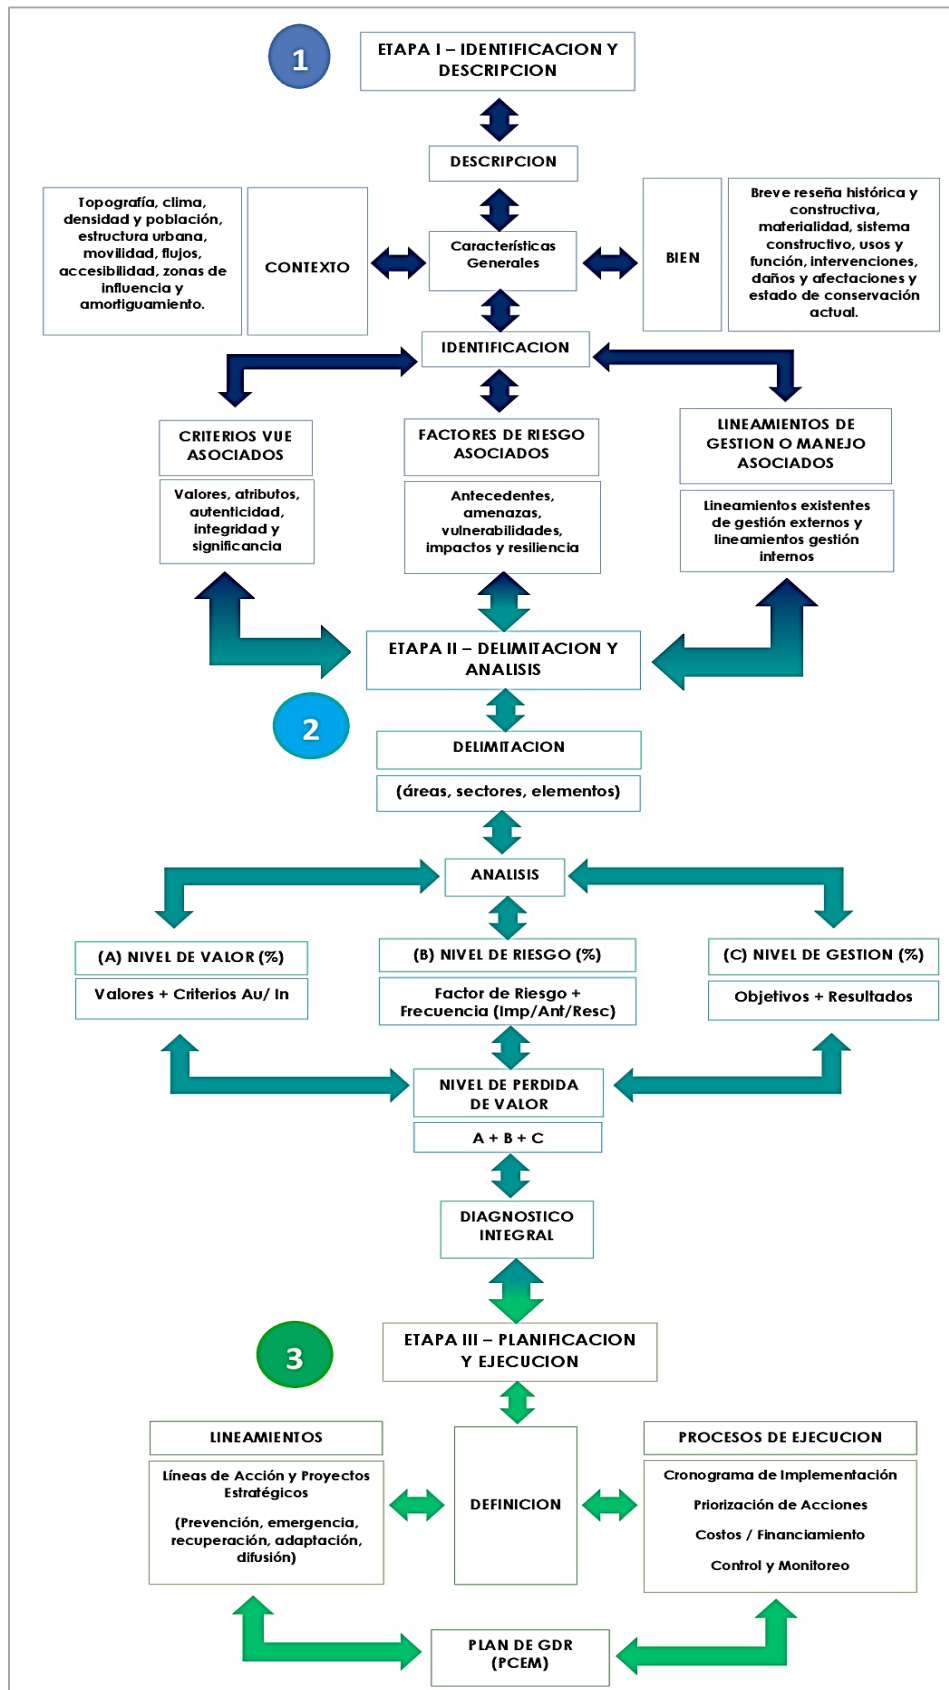 1
ETAPA I – IDENTIFICACION Y
DESCRIPCION
DESCRIPCION
Topografía, clima,
densidad y población,
estructura urbana,
movilidad, flujos,
accesibilidad, zonas de
influencia y
amortiguamiento.
CONTEXTO
Características
Generales
BIEN
Breve reseña histórica y
constructiva,
materialidad, sistema
constructivo, usos y
función, intervenciones,
daños y afectaciones y
estado de conservación
actual.
IDENTIFICACION
CRITERIOS VUE
ASOCIADOS
Valores, atributos,
autenticidad,
integridad y
significancia
FACTORES DE RIESGO
ASOCIADOS
Antecedentes,
amenazas,
vulnerabilidades,
impactos y resiliencia
LINEAMIENTOS DE
GESTION O MANEJO
ASOCIADOS
Lineamientos existentes
de gestión externos y
lineamientos gestión
internos
ETAPA II – DELIMITACION Y
ANALISIS
2
DELIMITACION
(áreas, sectores, elementos)
ANALISIS
(A) NIVEL DE VALOR (%)
Valores + Criterios Au/ In
(B) NIVEL DE RIESGO (%)
Factor de Riesgo +
Frecuencia (Imp/Ant/Resc)
(C) NIVEL DE GESTION (%)
Objetivos + Resultados
NIVEL DE PERDIDA
DE VALOR
A + B + C
DIAGNOSTICO
INTEGRAL
3
ETAPA III – PLANIFICACION
Y EJECUCION
LINEAMIENTOS
Líneas de Acción y Proyectos
Estratégicos
(Prevención, emergencia,
recuperación, adaptación,
difusión)
DEFINICION
PROCESOS DE EJECUCION
Cronograma de Implementación
Priorización de Acciones
Costos / Financiamiento
Control y Monitoreo
PLAN DE GDR
(PCEM)